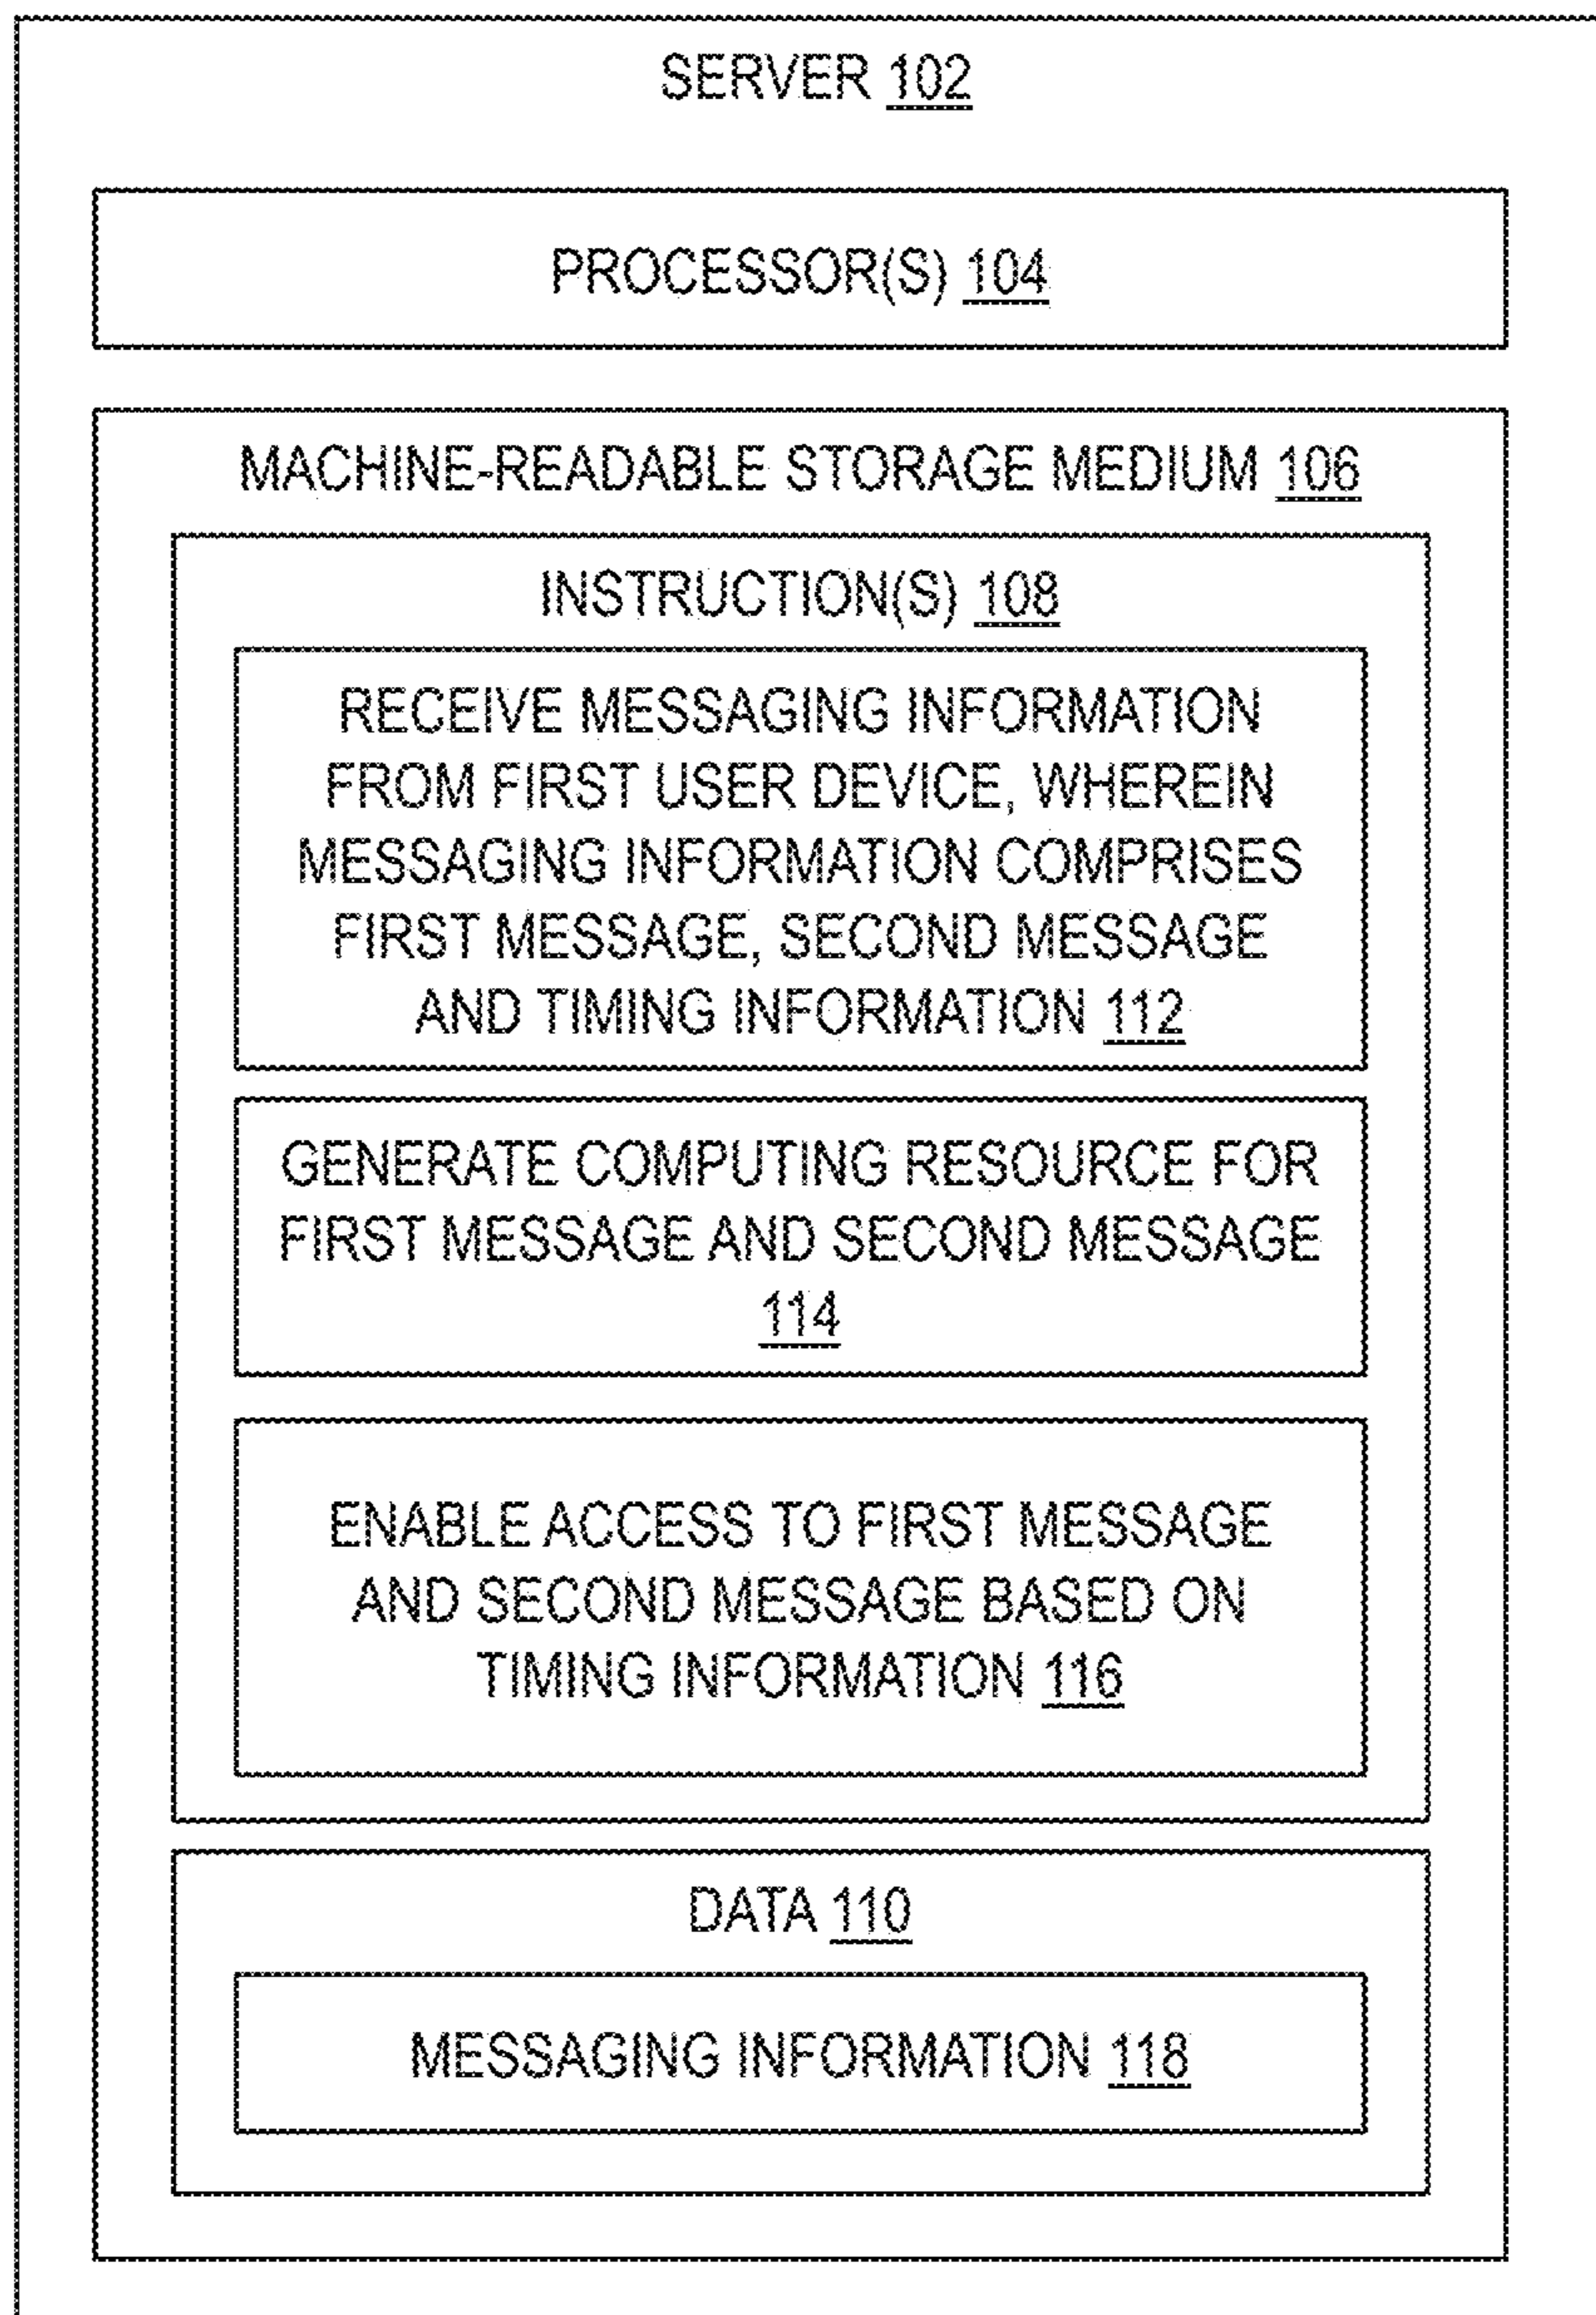 SERVER 102
PROCESSOR(S) 104
MACHINE-READABLE STORAGE MEDIUM 106
INSTRUCTION(S) 108
RECEIVE MESSAGING INFORMATION
FROM FIRST USER DEVICE, WHEREIN
MESSAGING INFORMATION COMPRISES
FIRST MESSAGE, SECOND MESSAGE
AND TIMING INFORMATION 112
GENERATE COMPUTING RESOURCE FOR
FIRST MESSAGE AND SECOND MESSAGE
114
ENABLE ACCESS TO FIRST MESSAGE
AND SECOND MESSAGE BASED ON
TIMING INFORMATION 116
DATA 110
MESSAGING INFORMATION 118